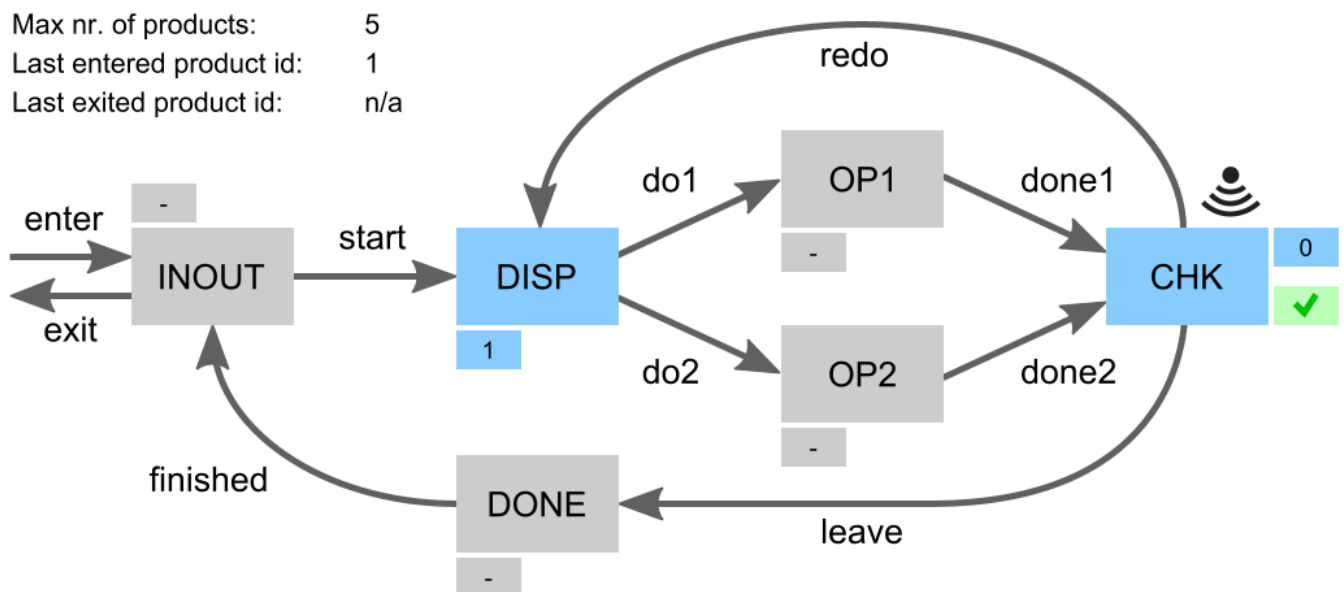 Max nr. of products: 5
Last entered product id: 1
Last exited product id: n/a
redo
do1
OP1
done1
-
enter
start
-
0
INOUT
DISP
CHK
exit
1
do2
OP2
done2
-
finished
DONE
leave
-